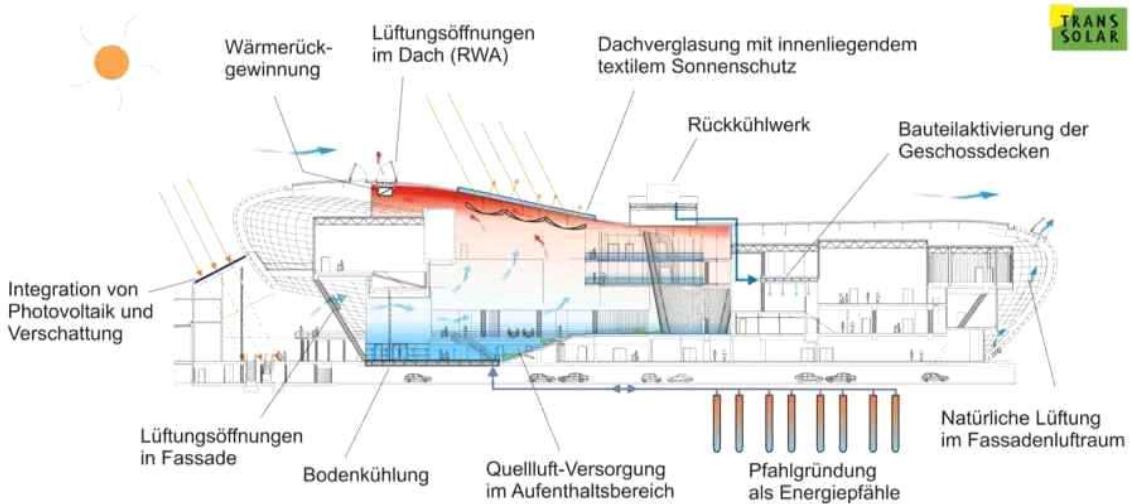 TRANS
SOLAR
Wärmerück-
gewinnung
Lüftungsöffnungen
im Dach (RWA)
Dachverglasung mit innenliegendem
textilem Sonnenschutz
Rückkühlwerk
Bauteilaktivierung der
Geschossdecken
Integration von
Photovoltaik und
Verschattung
Lüftungsöffnungen
in Fassade
Bodenkühlung
Quellluft-Versorgung
im Aufenthaltsbereich
Pfahlgründung
als Energiepfähle
Natürliche Lüftung
im Fassadenluftraum